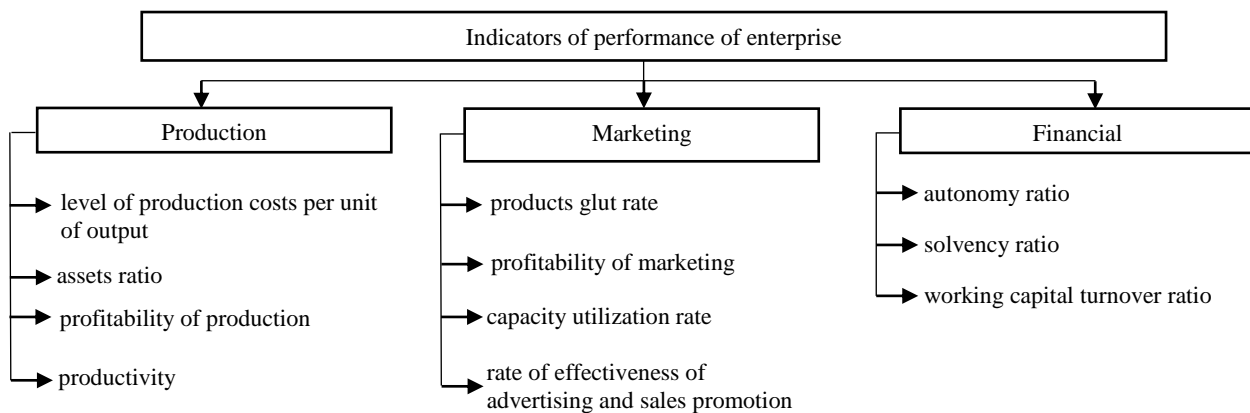 Indicators of performance of enterprise
Production
level of production costs per unit
of output
assets ratio
profitability of production
productivity
Marketing
products glut rate
profitability of marketing
capacity utilization rate
rate of effectiveness of
advertising and sales promotion
Financial
autonomy ratio
solvency ratio
working capital turnover ratio